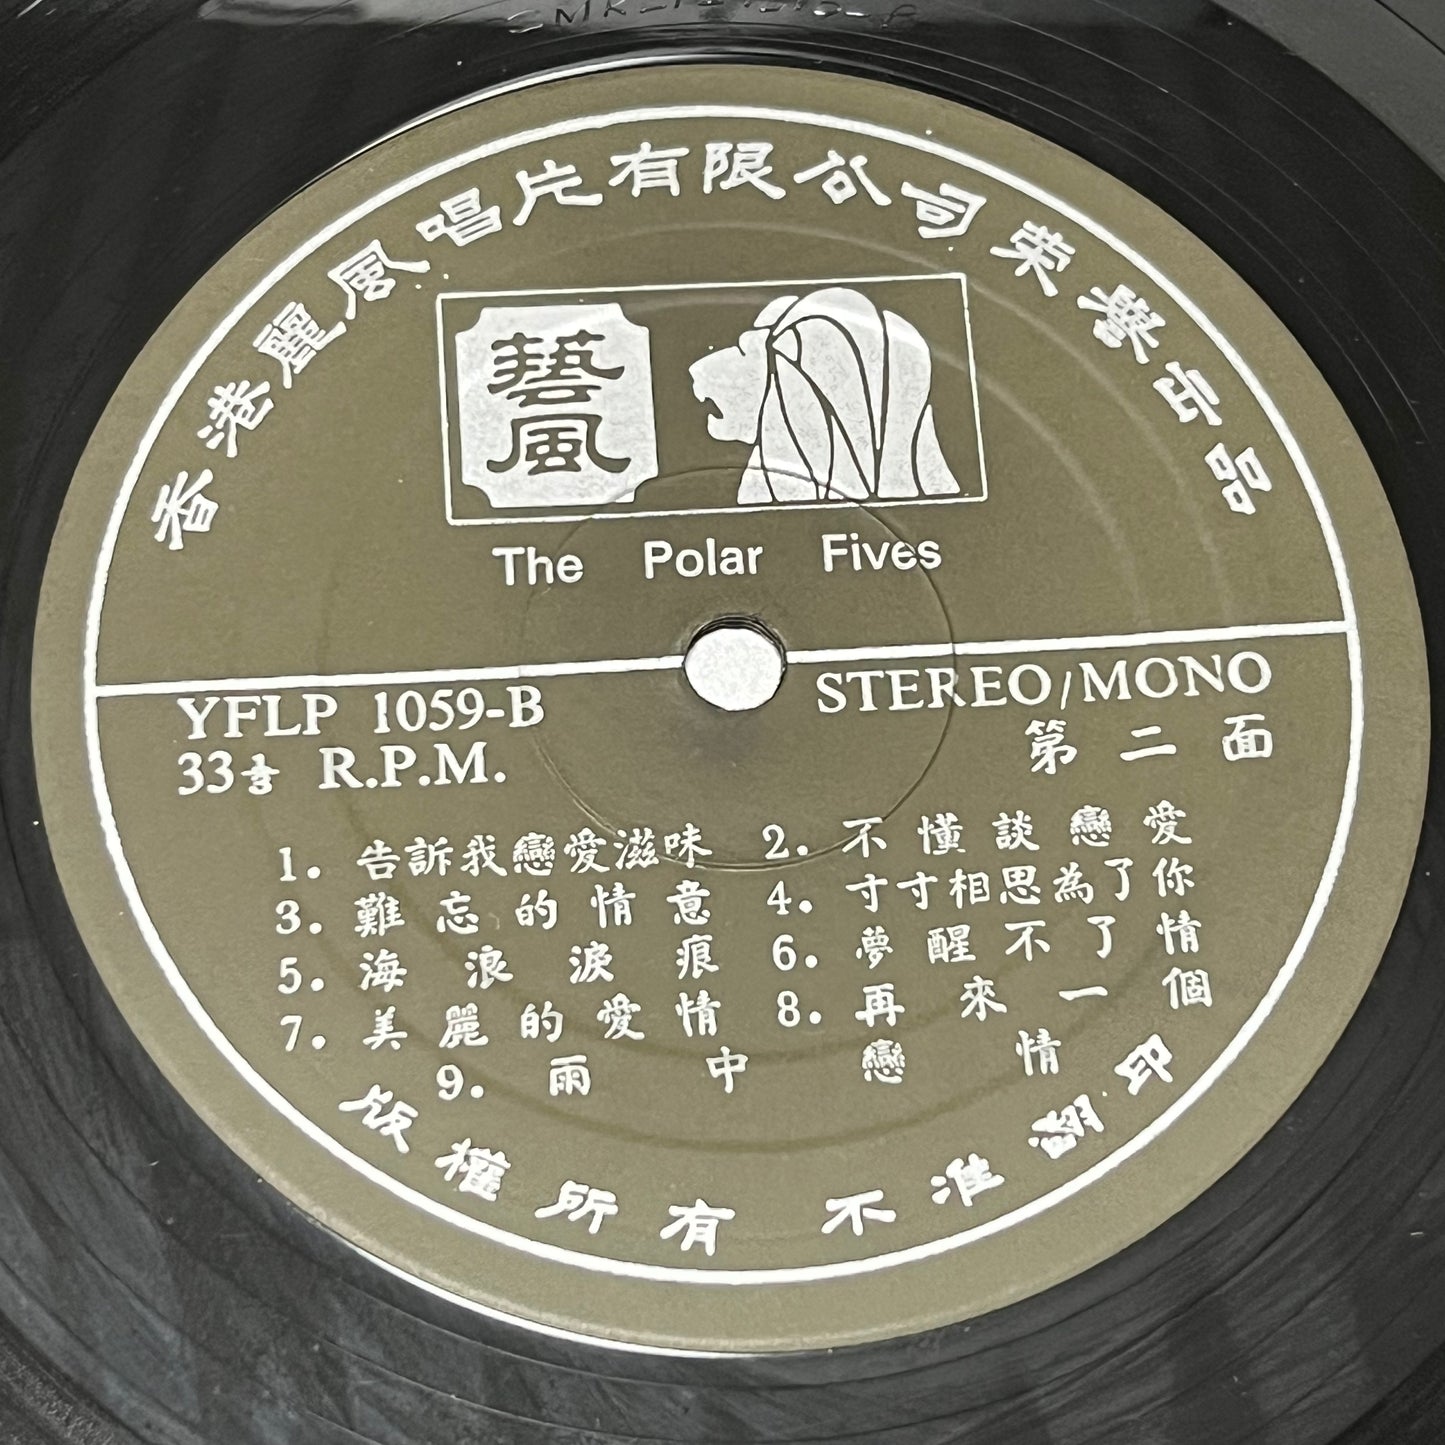 香港麗風唱片有限公司榮譽出品
藝風
The Polar Fives
YFLP 1059-B
STEREO/MONO
33⅓ R.P.M.
第二面
1. 告訴我戀愛滋味 2. 不懂談戀愛
3. 難忘的情意 4. 寸寸相思為了你
5. 海浪淚痕 6. 夢醒不了情
7. 美麗的愛情 8. 再來一個
9. 雨中戀情
版權所有 不准翻印